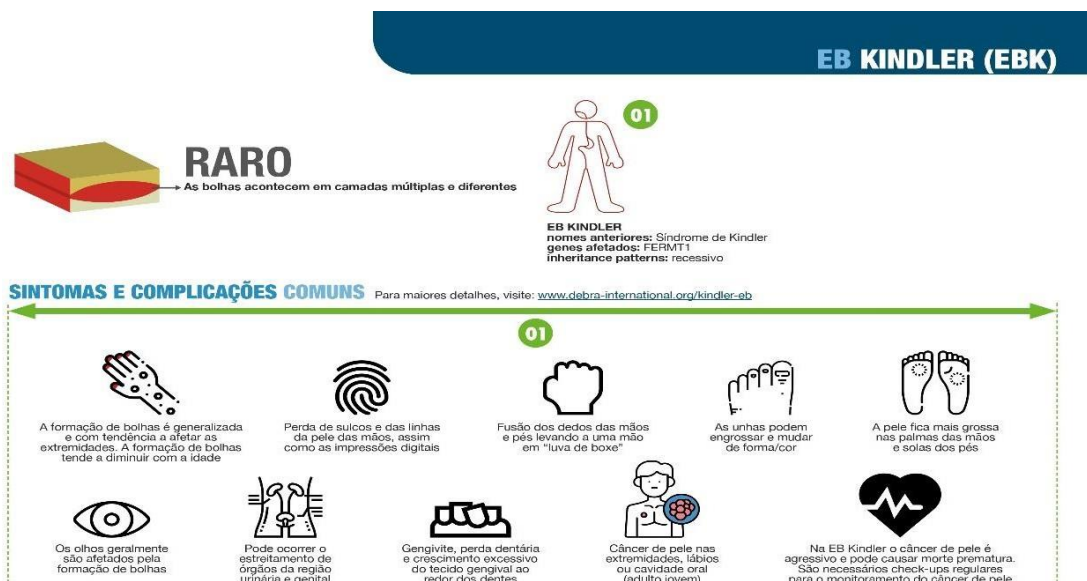 EB KINDLER (EBK)
01
RARO
As bolhas acontecem em camadas múltiplas e diferentes
EB KINDLER
nomes anteriores: Síndrome de Kindler
genes afetados: FERMT1
inheritance patterns: recessivo
SINTOMAS E COMPLICAÇÕES COMUNS Para maiores detalhes, visite: www.debra-international.org/kindler-eb
01
A formação de bolhas é generalizada
e com tendência a afetar as
extremidades. A formação de bolhas
tende a diminuir com a idade
Perda de sulcos e das linhas
da pele das mãos, assim
como as impressões digitais
Fusão dos dedos das mãos
e pés levando a uma mão
em “luva de boxe”
As unhas podem
engrossar e mudar
de forma/cor
A pele fica mais grossa
nas palmas das mãos
e solas dos pés
Os olhos geralmente
são afetados pela
formação de bolhas
Pode ocorrer o
estreitamento de
órgãos da região
urinária e genital
Gengivite, perda dentária
e crescimento excessivo
do tecido gengival ao
redor dos dentes
Câncer de pele nas
extremidades, lábios
ou cavidade oral
(adulto jovem)
Na EB Kindler o câncer de pele é
agressivo e pode causar morte prematura.
São necessários check-ups regulares
para o monitoramento do câncer de pele